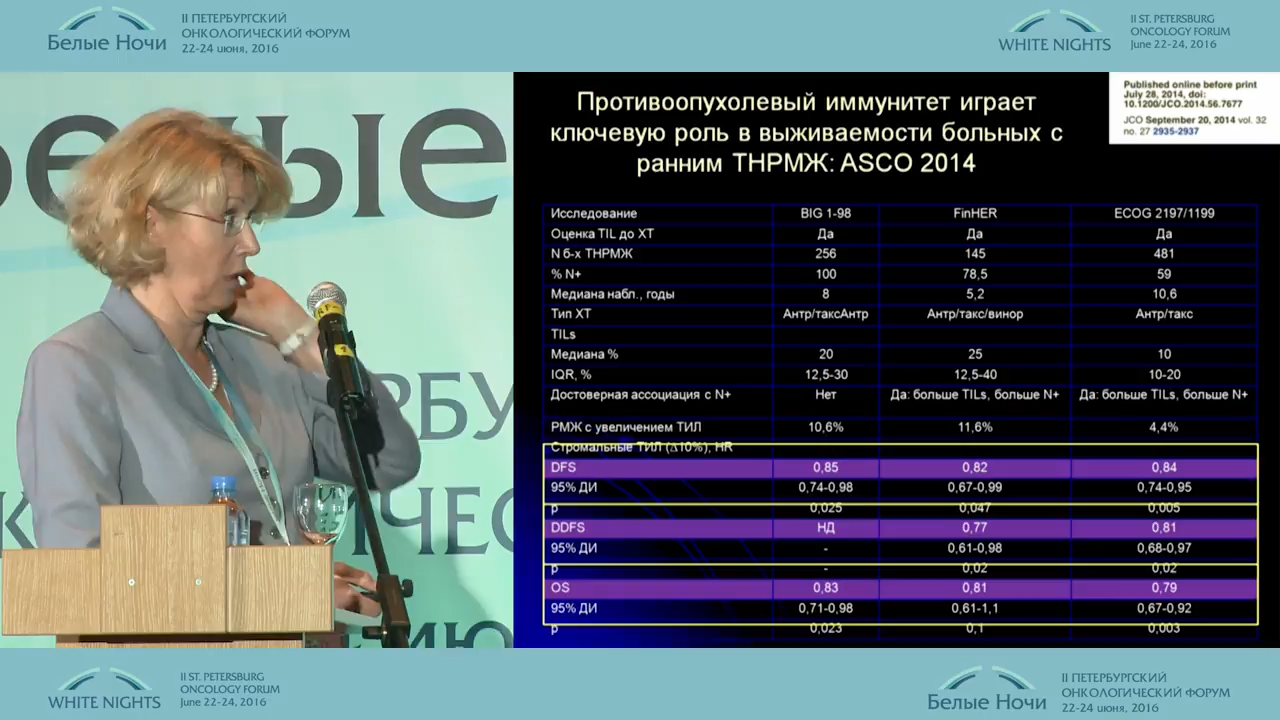 II ПЕТЕРБУРГСКИЙ
ОНКОЛОГИЧЕСКИЙ ФОРУМ
Белые Ночи
22-24 июня, 2016
II ST. PETERSBURG
ONCOLOGY FORUM
WHITE NIGHTS
June 22-24, 2016
Противоопухолевый иммунитет играет
ключевую роль в выживаемости больных с
ранним ТНРМЖ: ASCO 2014
Published online before print
July 28, 2014, doi:
10.1200/JCO.2014.56.7677
JCO September 20, 2014 vol. 32
no. 27 2935-2937
Исследование BIG 1-98 FinHER ECOG 2197/1199
Оценка TIL до ХТ Да Да Да
N б-х ТНРМЖ 256 145 481
% N+ 100 78,5 59
Медиана набл., годы 8 5,2 10,6
Тип ХТ Антр/таксАнтр Антр/такс/винор Антр/такс
TILs
Медиана % 20 25 10
IQR, % 12,5-30 12,5-40 10-20
Достоверная ассоциация с N+ Нет Да: больше TILs, больше N+ Да: больше TILs, больше N+
РМЖ с увеличением ТИЛ 10,6% 11,6% 4,4%
Стромальные ТИЛ (∆10%), HR
DFS 0,85 0,82 0,84
95% ДИ 0,74-0,98 0,67-0,99 0,74-0,95
p 0,025 0,047 0,005
DDFS НД 0,77 0,81
95% ДИ - 0,61-0,98 0,68-0,97
p - 0,02 0,02
OS 0,83 0,81 0,79
95% ДИ 0,71-0,98 0,61-1,1 0,67-0,92
p 0,023 0,1 0,003
II ST. PETERSBURG
ONCOLOGY FORUM
WHITE NIGHTS
June 22-24, 2016
II ПЕТЕРБУРГСКИЙ
ОНКОЛОГИЧЕСКИЙ ФОРУМ
Белые Ночи
22-24 июня, 2016